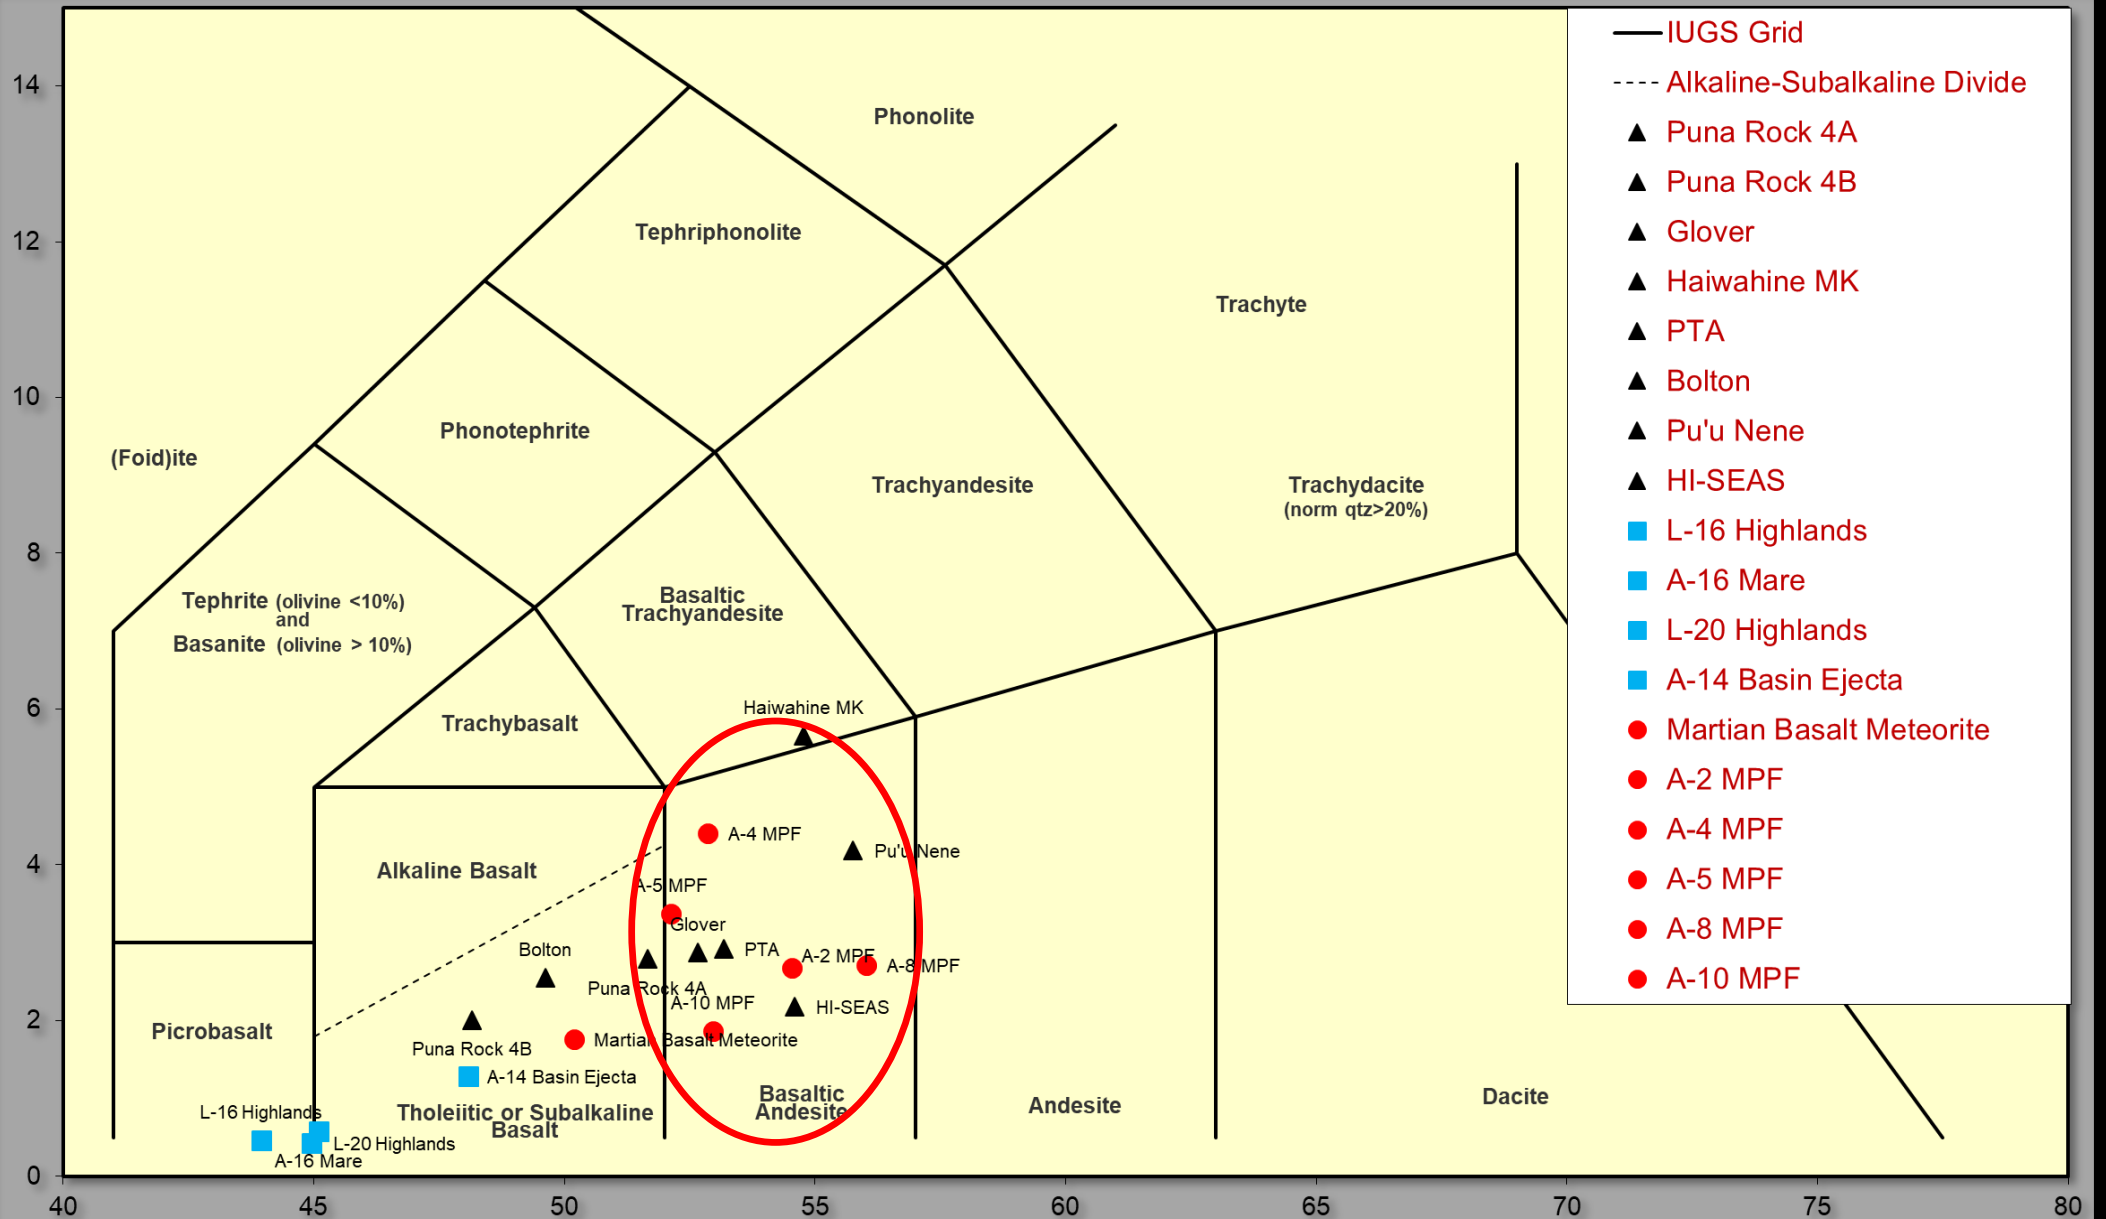 14
12
10
8
6
4
2
0
40
45
50
55
60
65
70
75
80
Phonolite
Tephriphonolite
Trachyte
Phonotephrite
(Foid)ite
Trachyandesite
Trachydacite
(norm qtz>20%)
Tephrite (olivine <10%)
and
Basanite (olivine > 10%)
Basaltic
Trachyandesite
Trachybasalt
Haiwahine MK
A-4 MPF
Pu'u Nene
Alkaline Basalt
A-5 MPF
Glover
Bolton
PTA
A-2 MPF
A-8 MPF
Puna Rock 4A
A-10 MPF
HI-SEAS
Picrobasalt
Puna Rock 4B
Martian Basalt Meteorite
A-14 Basin Ejecta
Basaltic
Andesite
Andesite
Dacite
L-16 Highlands
Tholeiitic or Subalkaline
Basalt
L-20 Highlands
A-16 Mare
IUGS Grid
Alkaline-Subalkaline Divide
Puna Rock 4A
Puna Rock 4B
Glover
Haiwahine MK
PTA
Bolton
Pu'u Nene
HI-SEAS
L-16 Highlands
A-16 Mare
L-20 Highlands
A-14 Basin Ejecta
Martian Basalt Meteorite
A-2 MPF
A-4 MPF
A-5 MPF
A-8 MPF
A-10 MPF